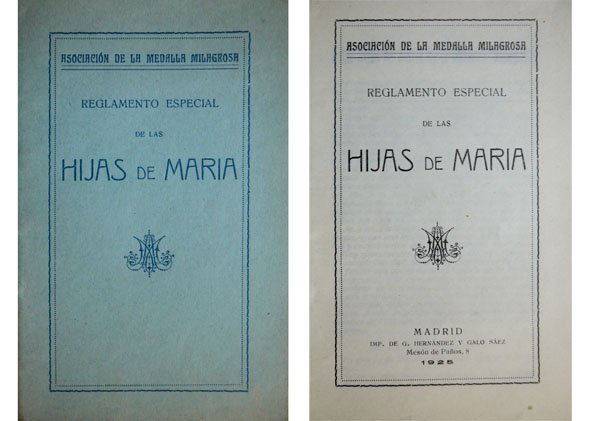 ASOCIACIÓN DE LA MEDALLA MILAGROSA
REGLAMENTO ESPECIAL
DE LAS
HIJAS DE MARIA
ASOCIACIÓN DE LA MEDALLA MILAGROSA
REGLAMENTO ESPECIAL
DE LAS
HIJAS DE MARIA
MADRID
IMP. DE G. HERNÁNDEZ Y GALO SÁEZ
Mesón de Paños, 8
1925